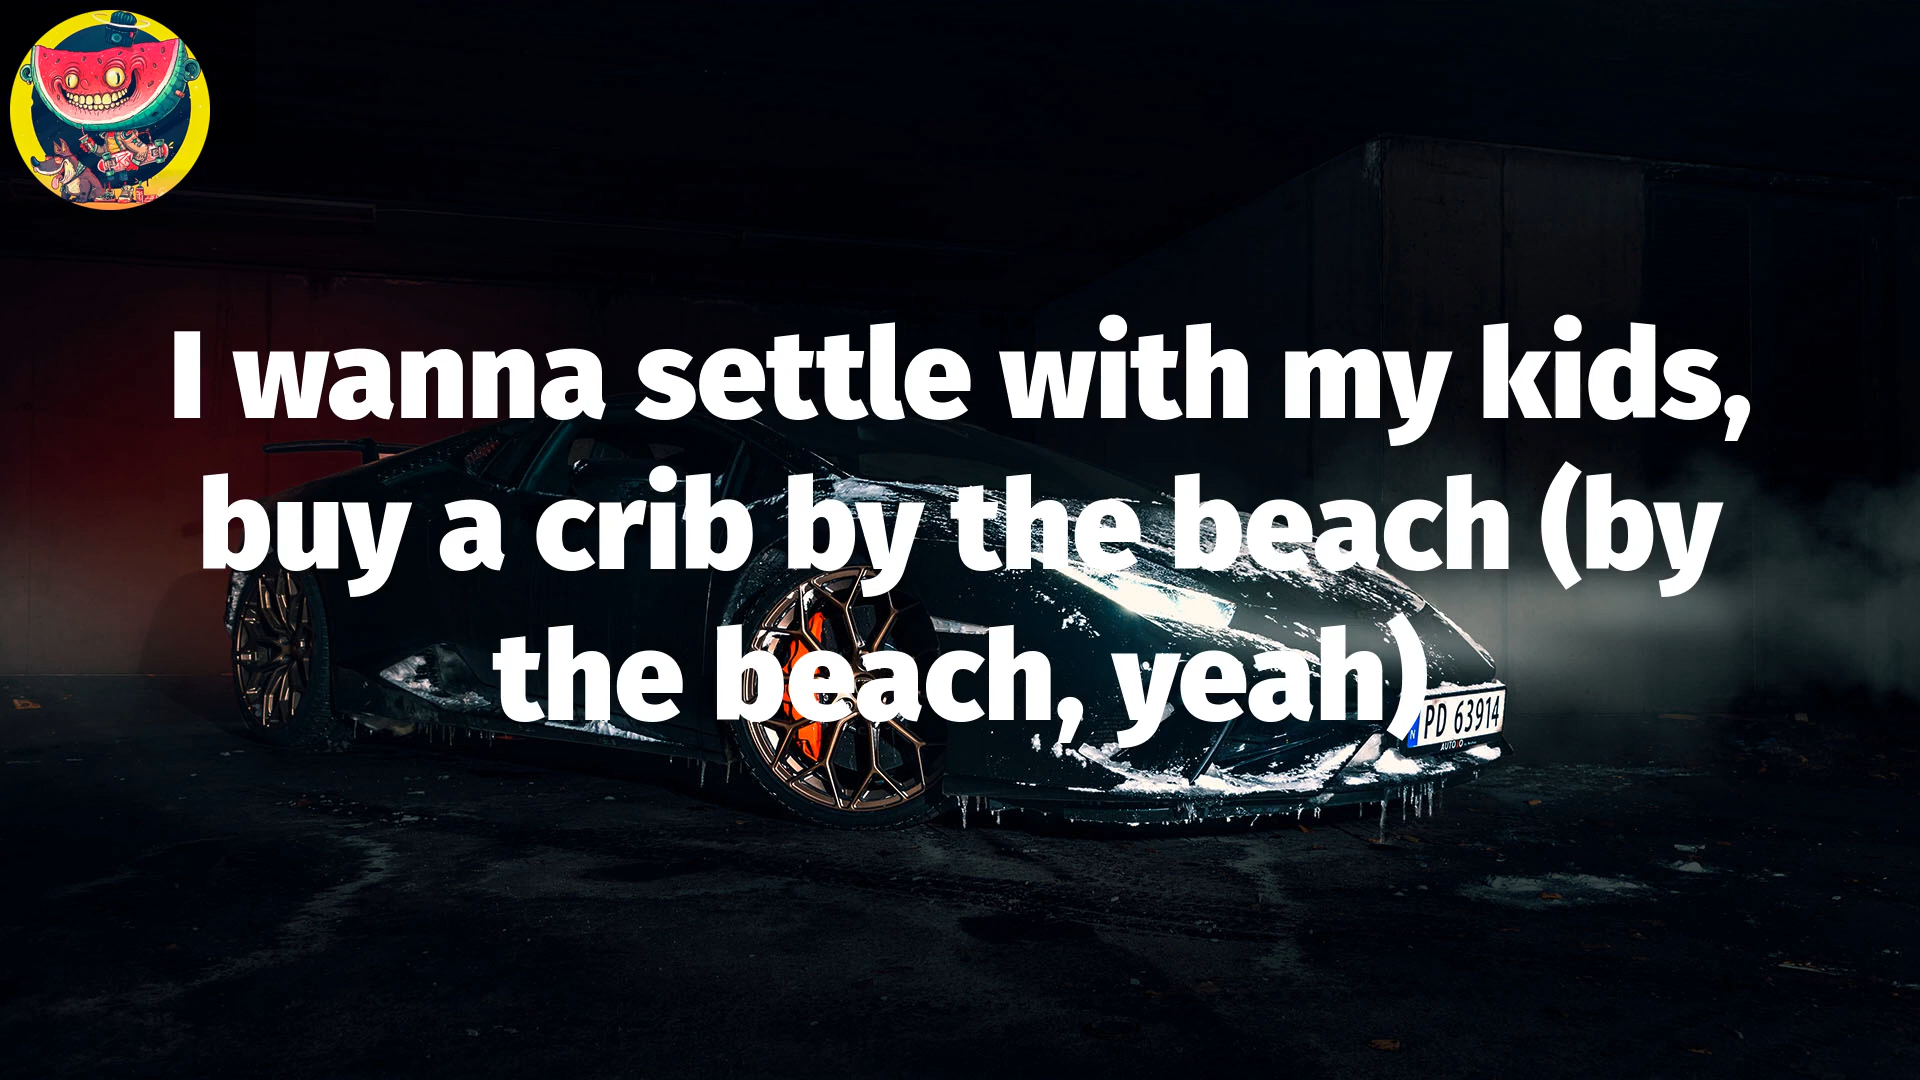 I wanna settle with my kids,
buy a crib by the beach (by
the beach, yeah)
PD 63914
N